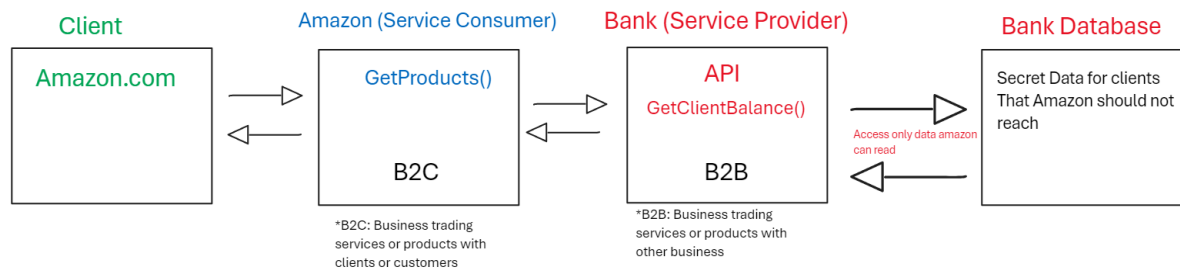 Client
Amazon.com
Amazon (Service Consumer)
GetProducts()
B2C
*B2C: Business trading
services or products with
clients or customers
Bank (Service Provider)
API
GetClientBalance()
B2B
*B2B: Business trading
services or products with
other business
Access only data amazon
can read
Bank Database
Secret Data for clients
That Amazon should not
reach